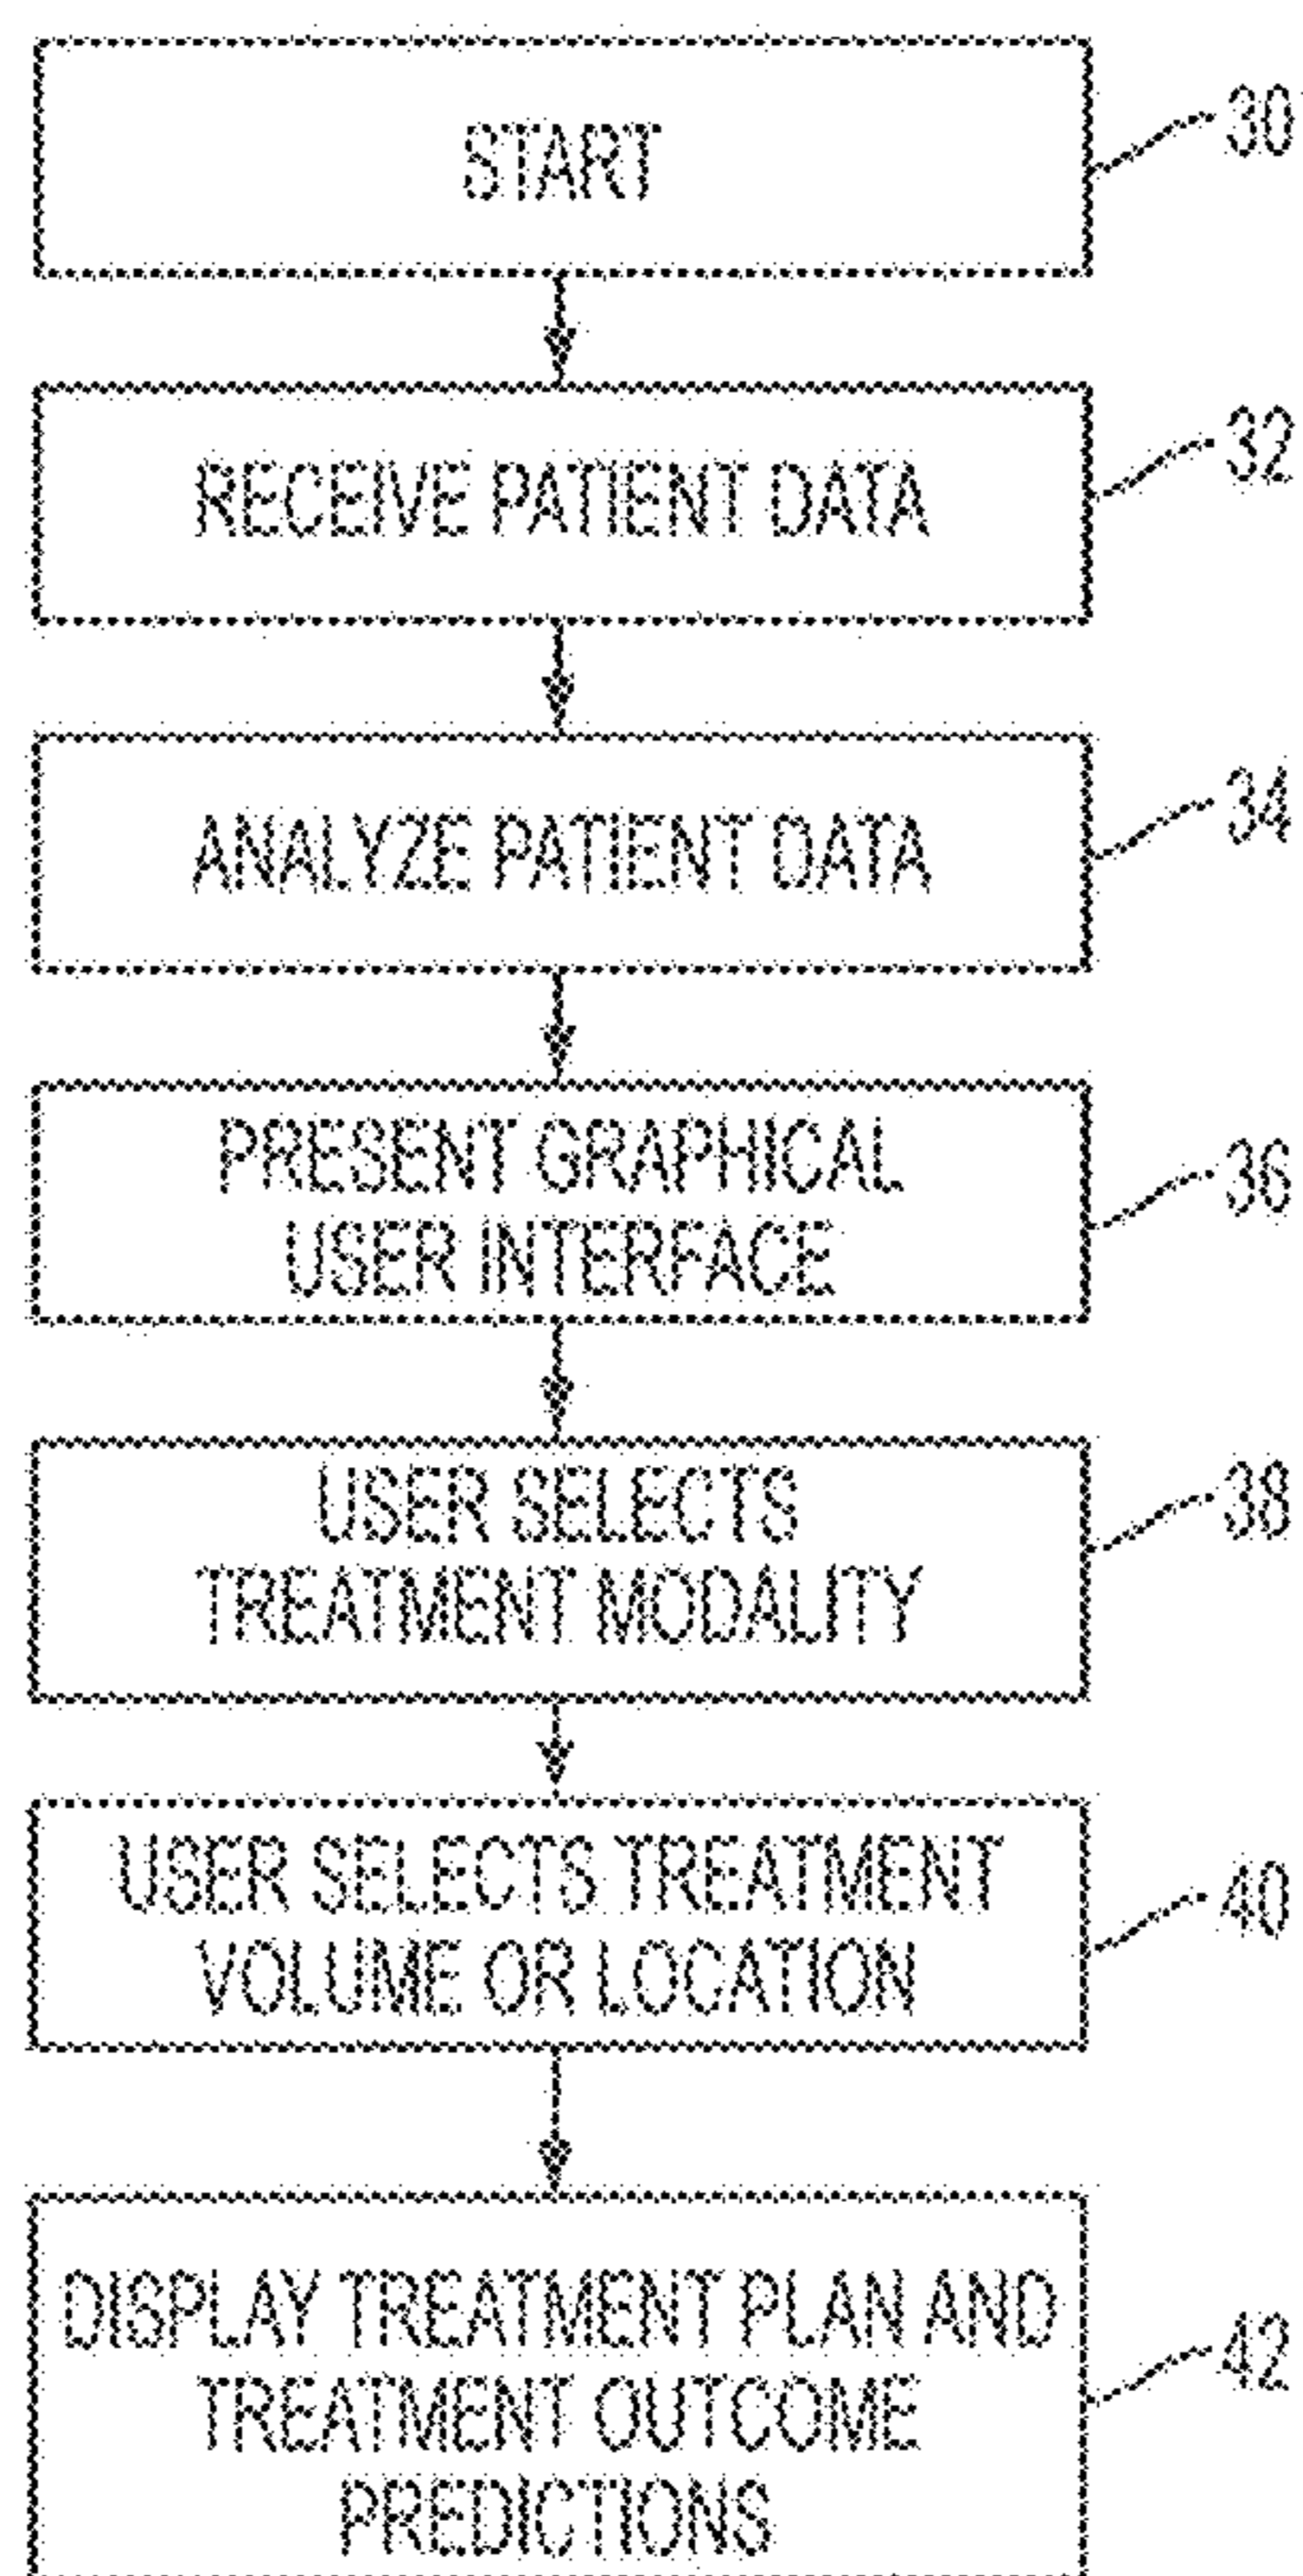 START
30
RECEIVE PATIENT DATA
32
ANALYZE PATIENT DATA
34
PRESENT GRAPHICAL
USER INTERFACE
36
USER SELECTS
TREATMENT MODALITY
38
USER SELECTS TREATMENT
VOLUME OR LOCATION
40
DISPLAY TREATMENT PLAN AND
TREATMENT OUTCOME
PREDICTIONS
42